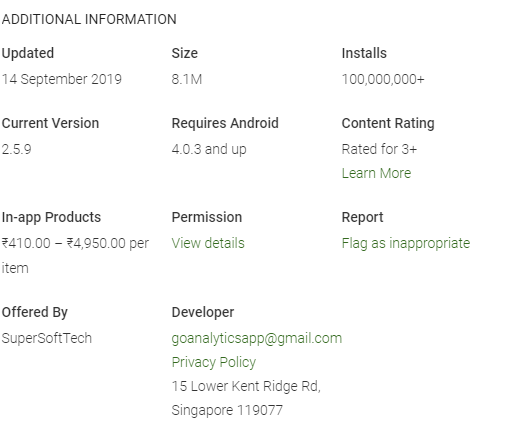 ADDITIONAL INFORMATION
Updated
14 September 2019
Size
8.1M
Installs
100,000,000+
Current Version
2.5.9
Requires Android
4.0.3 and up
Content Rating
Rated for 3+
Learn More
In-app Products
₹410.00 – ₹4,950.00 per
item
Permission
View details
Report
Flag as inappropriate
Offered By
SuperSoftTech
Developer
goanalyticsapp@gmail.com
Privacy Policy
15 Lower Kent Ridge Rd,
Singapore 119077